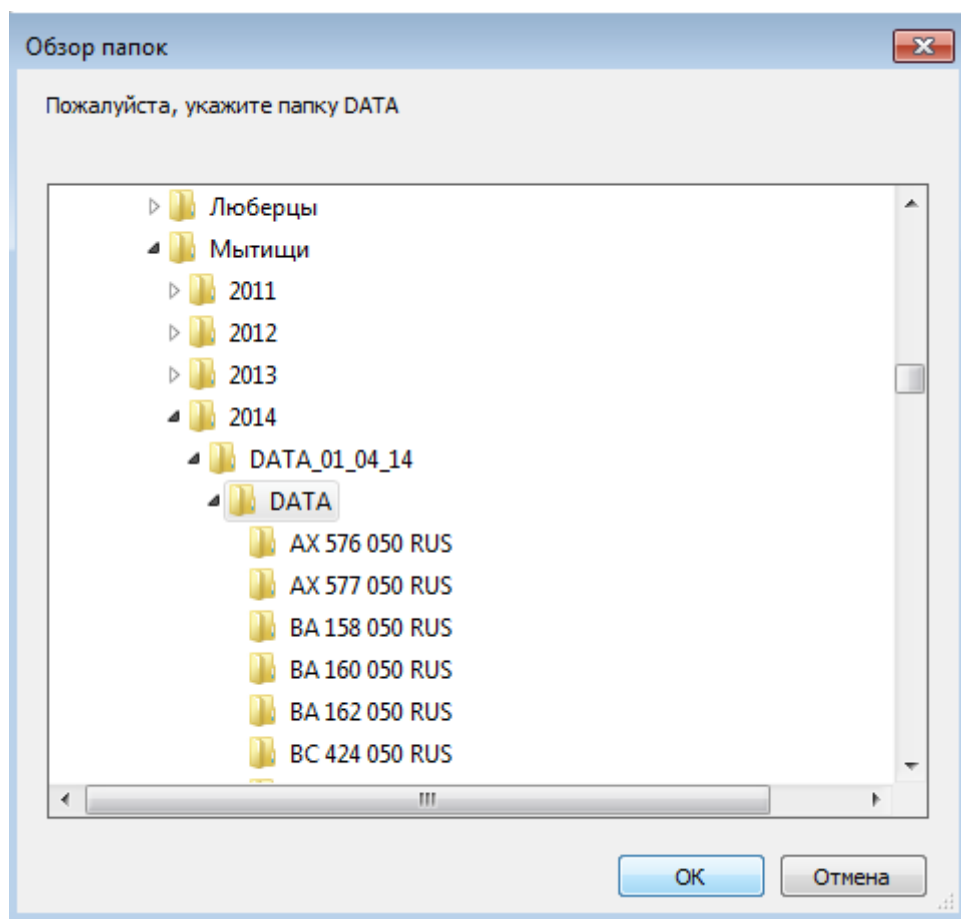 Обзор папок
Пожалуйста, укажите папку DATA
Люберцы
Мытищи
2011
2012
2013
2014
DATA_01_04_14
DATA
AX 576 050 RUS
AX 577 050 RUS
BA 158 050 RUS
BA 160 050 RUS
BA 162 050 RUS
BC 424 050 RUS
OK
Отмена